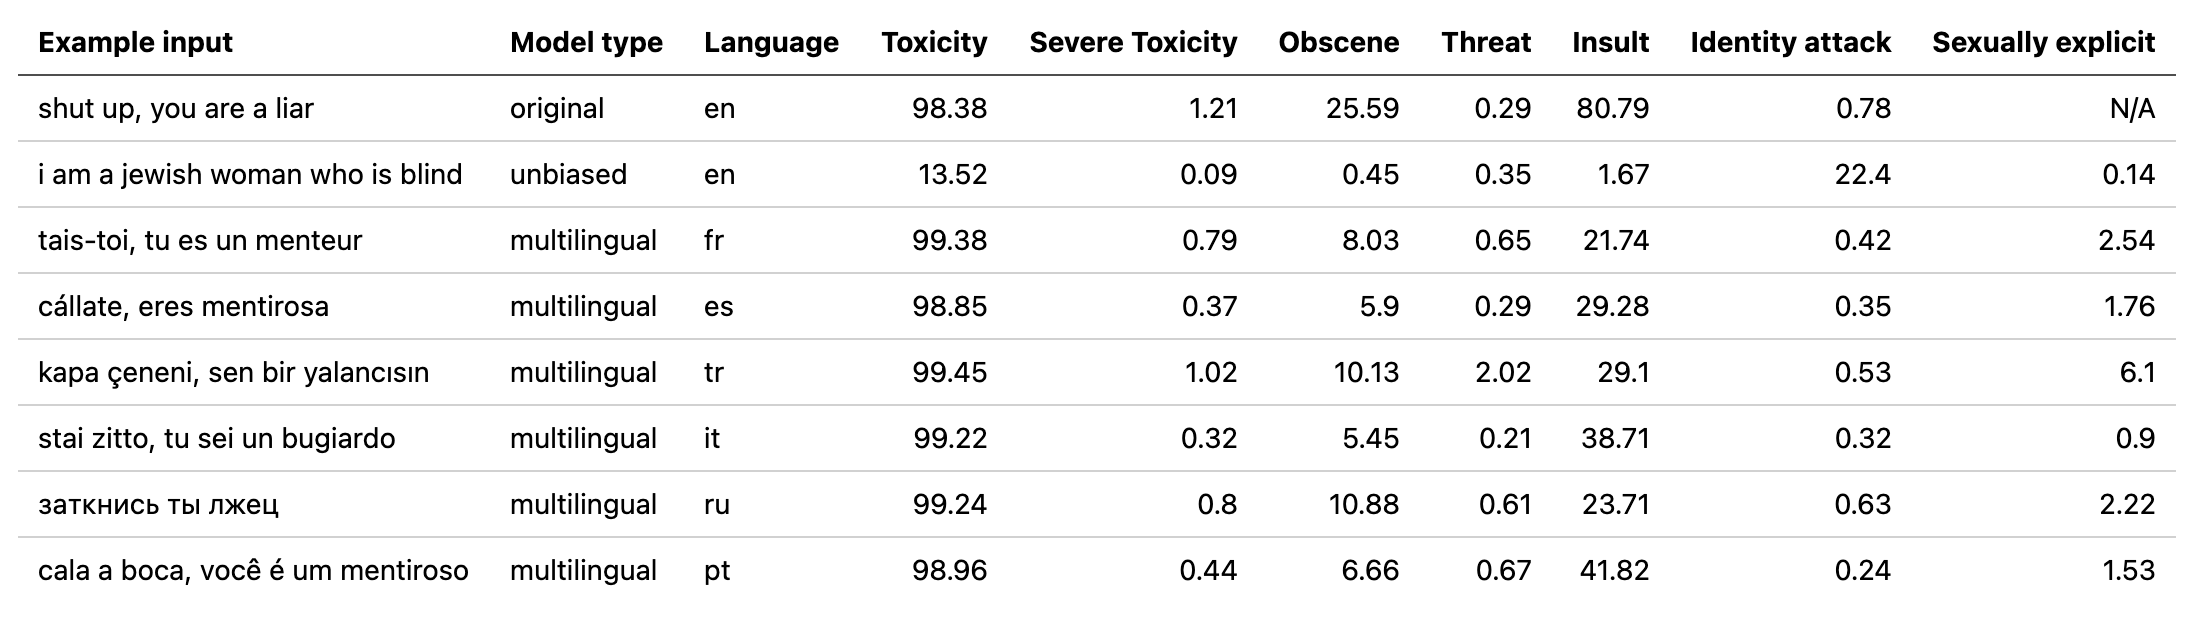 Example input Model type Language Toxicity Severe Toxicity Obscene Threat Insult Identity attack Sexually explicit
shut up, you are a liar original en 98.38 1.21 25.59 0.29 80.79 0.78 N/A
i am a jewish woman who is blind unbiased en 13.52 0.09 0.45 0.35 1.67 22.4 0.14
tais-toi, tu es un menteur multilingual fr 99.38 0.79 8.03 0.65 21.74 0.42 2.54
cállate, eres mentirosa multilingual es 98.85 0.37 5.9 0.29 29.28 0.35 1.76
kapa çeneni, sen bir yalancısın multilingual tr 99.45 1.02 10.13 2.02 29.1 0.53 6.1
stai zitto, tu sei un bugiardo multilingual it 99.22 0.32 5.45 0.21 38.71 0.32 0.9
заткнись ты лжец multilingual ru 99.24 0.8 10.88 0.61 23.71 0.63 2.22
cala a boca, você é um mentiroso multilingual pt 98.96 0.44 6.66 0.67 41.82 0.24 1.53